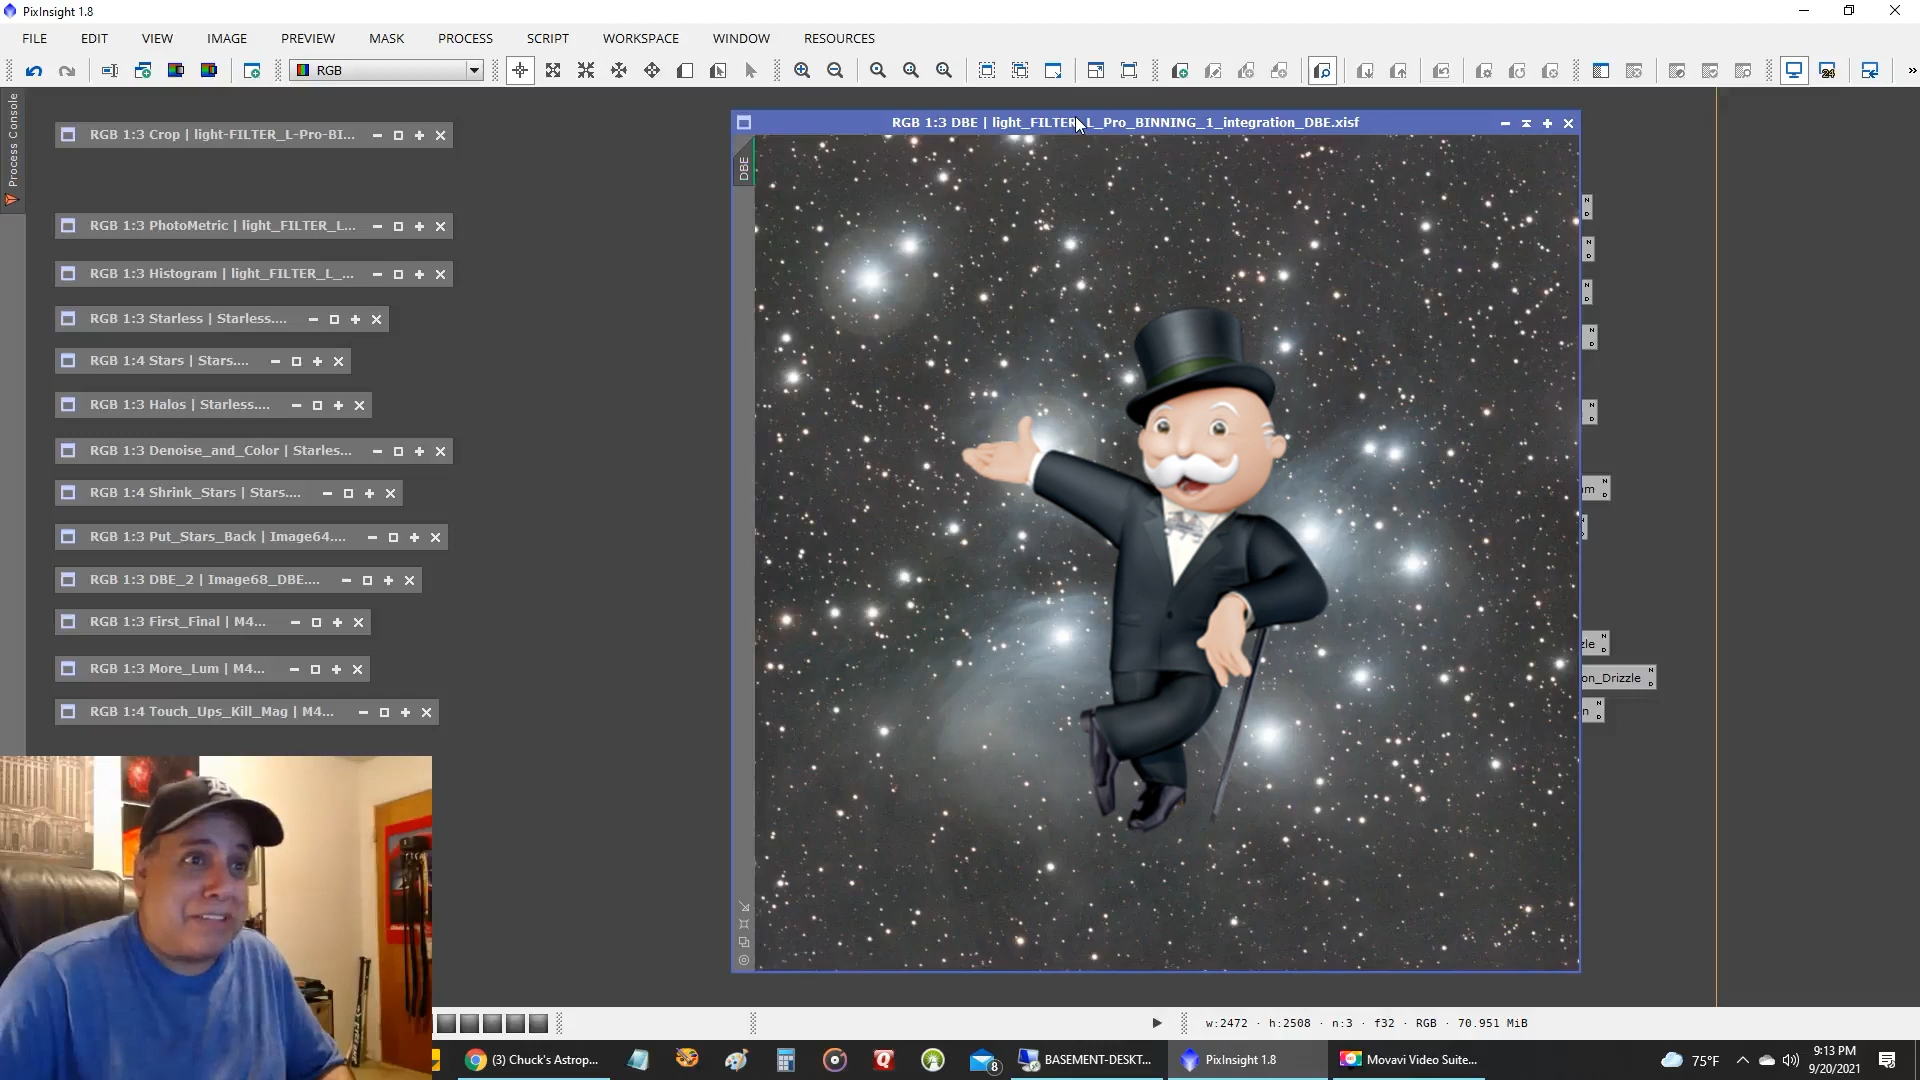 PixInsight 1.8
FILE EDIT VIEW IMAGE PREVIEW PROCESS SCRIPT MASK WORKSPACE WINDOW RESOURCES
RGB
24
»
Process Console
RGB 1:3 Crop | light-FILTER_L-Pro-BI...
RGB 1:3 PhotoMetric | light_FILTER_L...
RGB 1:3 Histogram | light_FILTER_L_...
RGB 1:3 Starless | Starless....
RGB 1:4 Stars | Stars....
RGB 1:3 Halos | Starless....
RGB 1:3 Denoise_and_Color | Starles...
RGB 1:4 Shrink_Stars | Stars....
RGB 1:3 Put_Stars_Back | Image64....
RGB 1:3 DBE_2 | Image68_DBE....
RGB 1:3 First_Final | M4...
RGB 1:3 More_Lum | M4...
RGB 1:4 Touch_Ups_Kill_Mag | M4...
RGB 1:3 DBE | light_FILTER_L_Pro_BINNING_1_integration_DBE.xisf
DBE
N D
N D
N D
N D
N D
am N D
zle N D
on_Drizzle N D
n N D
w:2472 · h:2508 · n:3 · f32 · RGB · 70.951 MiB
(3) Chuck's Astrop...
8
BASEMENT-DESKT...
PixInsight 1.8
Movavi Video Suite...
75°F
9:13 PM
9/20/2021